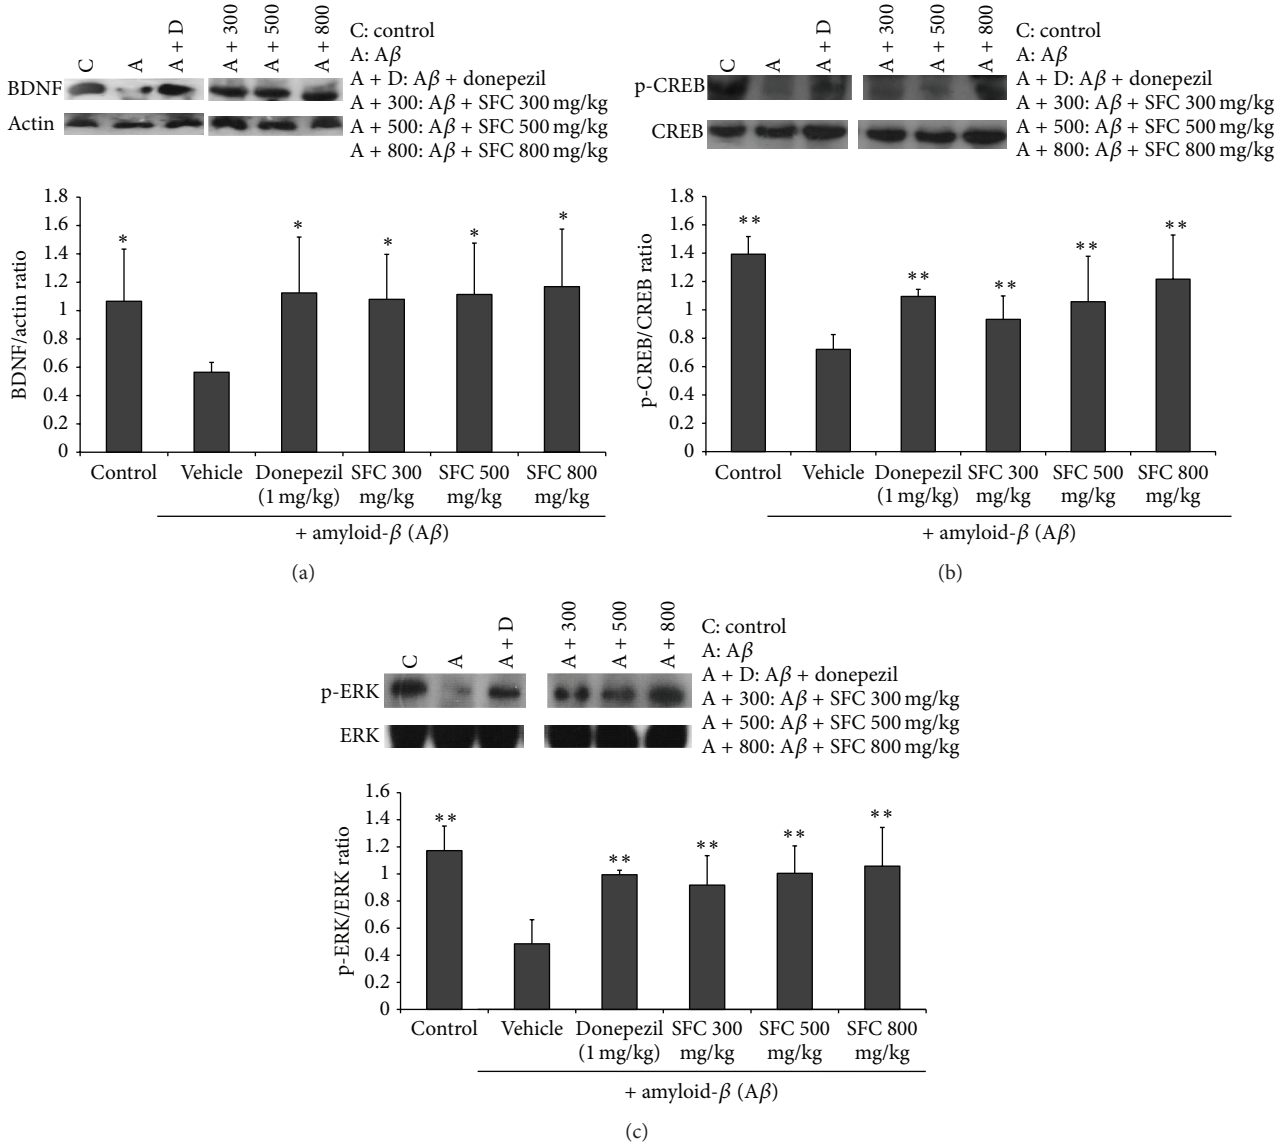 C
A
A + D
A + 300
A + 500
A + 800
BDNF
Actin
C: control
A: Aβ
A + D: Aβ + donepezil
A + 300: Aβ + SFC 300 mg/kg
A + 500: Aβ + SFC 500 mg/kg
A + 800: Aβ + SFC 800 mg/kg
BDNF/actin ratio
1.8
1.6
1.4
1.2
1
0.8
0.6
0.4
0.2
0
*
*
*
*
*
Control
Vehicle
Donepezil
(1 mg/kg)
SFC 300
mg/kg
SFC 500
mg/kg
SFC 800
mg/kg
+ amyloid-β (Aβ)
(a)
C
A
A + D
A + 300
A + 500
A + 800
p-CREB
CREB
C: control
A: Aβ
A + D: Aβ + donepezil
A + 300: Aβ + SFC 300 mg/kg
A + 500: Aβ + SFC 500 mg/kg
A + 800: Aβ + SFC 800 mg/kg
p-CREB/CREB ratio
1.8
1.6
1.4
1.2
1
0.8
0.6
0.4
0.2
0
**
**
**
**
**
Control
Vehicle
Donepezil
(1 mg/kg)
SFC 300
mg/kg
SFC 500
mg/kg
SFC 800
mg/kg
+ amyloid-β (Aβ)
(b)
C
A
A + D
A + 300
A + 500
A + 800
p-ERK
ERK
C: control
A: Aβ
A + D: Aβ + donepezil
A + 300: Aβ + SFC 300 mg/kg
A + 500: Aβ + SFC 500 mg/kg
A + 800: Aβ + SFC 800 mg/kg
p-ERK/ERK ratio
1.6
1.4
1.2
1
0.8
0.6
0.4
0.2
0
**
**
**
**
**
Control
Vehicle
Donepezil
(1 mg/kg)
SFC 300
mg/kg
SFC 500
mg/kg
SFC 800
mg/kg
+ amyloid-β (Aβ)
(c)